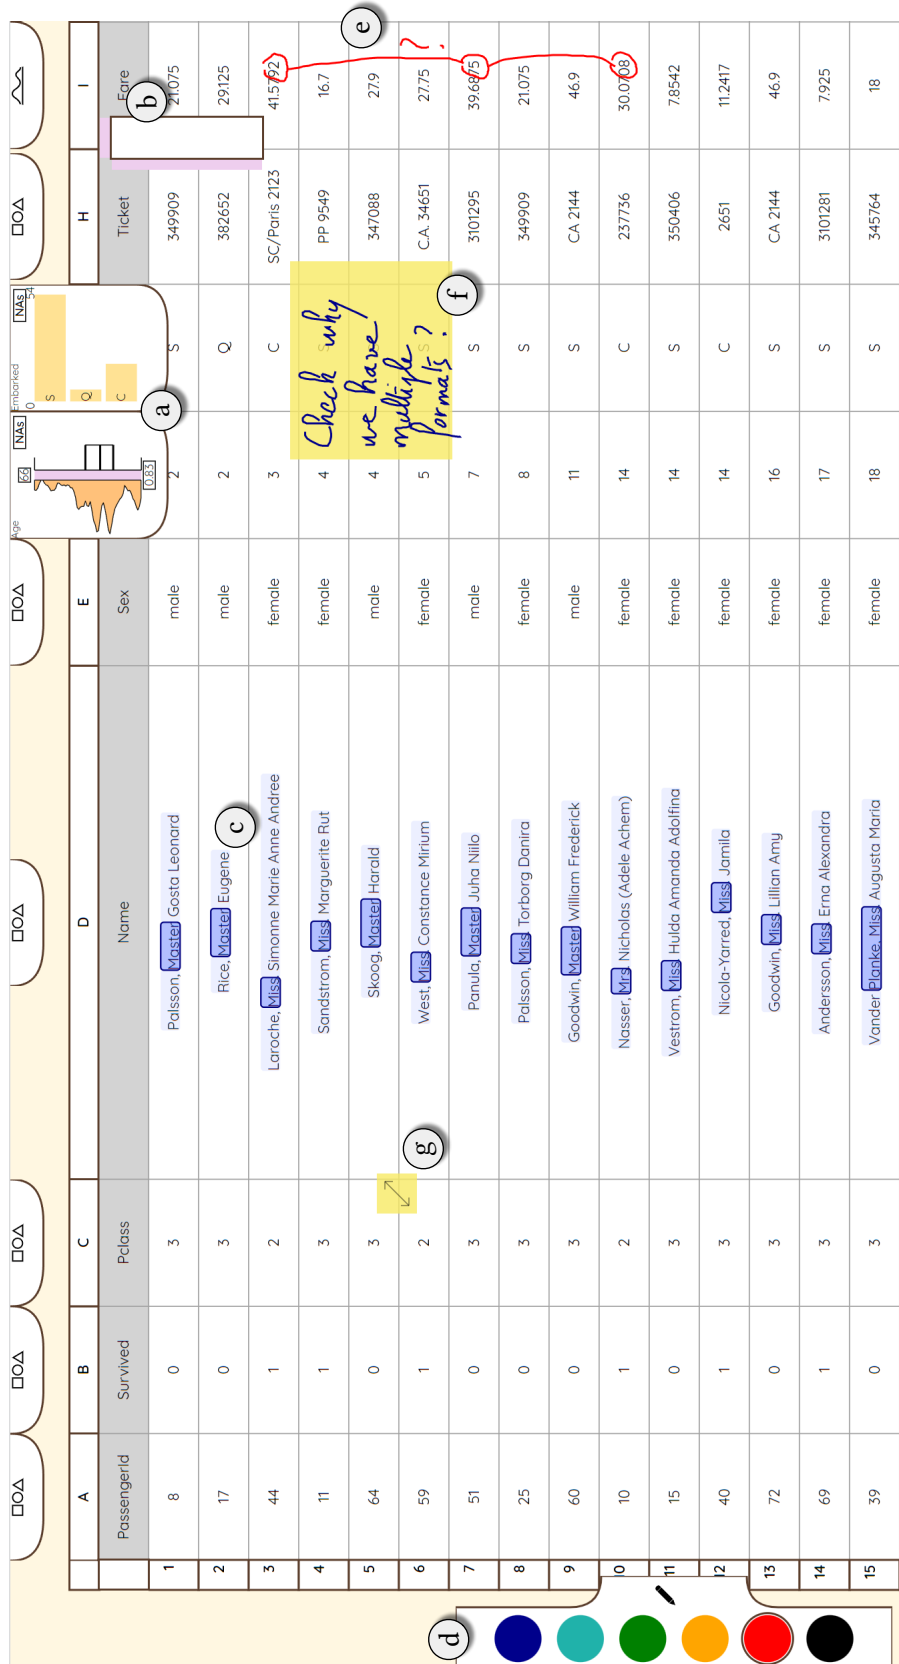 Age 66 NAs 0.83
Embarked NAs
0 54
S
Q
C
a
b
A B C D E H I
PassengerId Survived Pclass Name Sex Ticket Fare
1 8 0 3 Palsson, Master Gosta Leonard male 2 S 349909 21.075
2 17 0 3 Rice, Master Eugene male 2 Q 382652 29.125
c
3 44 1 2 Laroche, Miss Simonne Marie Anne Andree female 3 C SC/Paris 2123 41.5792
4 11 1 3 Sandstrom, Miss Marguerite Rut female 4 S PP 9549 16.7
5 64 0 3 Skoog, Master Harald male 4 347088 27.9
6 59 1 2 West, Miss Constance Mirium female 5 S C.A. 34651 27.75
7 51 0 3 Panula, Master Juha Niilo male 7 S 3101295 39.6875
8 25 0 3 Palsson, Miss Torborg Danira female 8 S 349909 21.075
9 60 0 3 Goodwin, Master William Frederick male 11 S CA 2144 46.9
10 10 1 2 Nasser, Mrs Nicholas (Adele Achem) female 14 C 237736 30.0708
11 15 0 3 Vestrom, Miss Hulda Amanda Adolfina female 14 S 350406 7.8542
12 40 1 3 Nicola-Yarred, Miss Jamila female 14 C 2651 11.2417
13 72 0 3 Goodwin, Miss Lillian Amy female 16 S CA 2144 46.9
14 69 1 3 Andersson, Miss Erna Alexandra female 17 S 3101281 7.925
15 39 0 3 Vander Planke, Miss Augusta Maria female 18 S 345764 18
Check why
we have
multiple
formats?
?
d
e
f
g